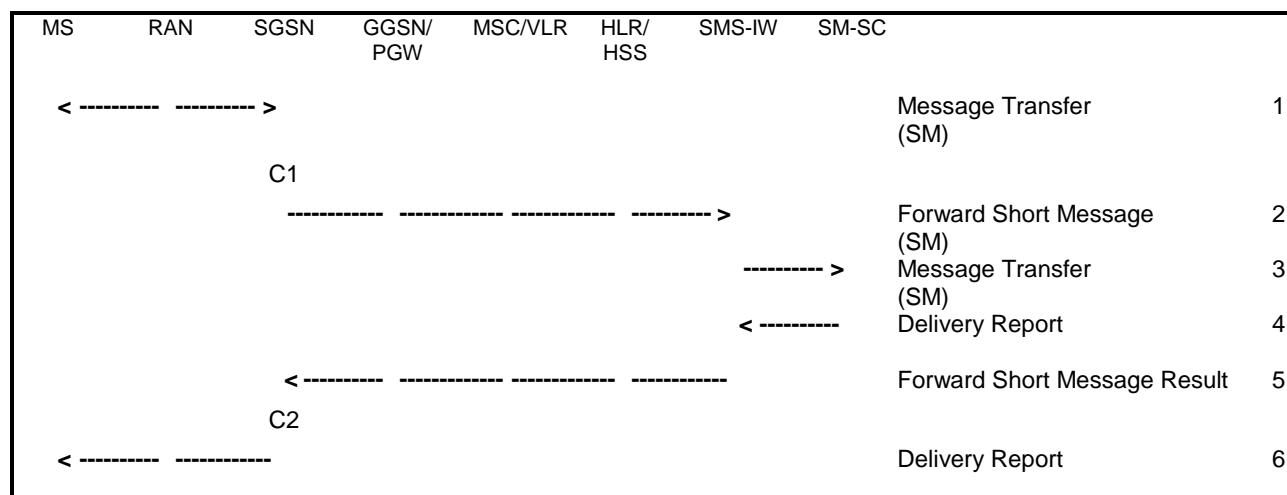 MS RAN SGSN GGSN/ MSC/VLR HLR/ SMS-IW SM-SC
PGW HSS
Message Transfer 1
(SM)
C1
Forward Short Message 2
(SM)
Message Transfer 3
(SM)
Delivery Report 4
Forward Short Message Result 5
C2
Delivery Report 6